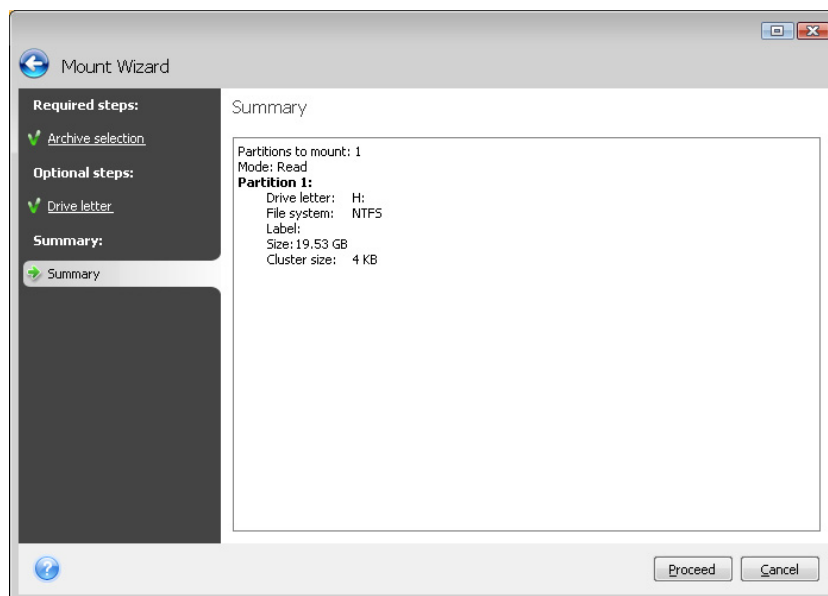 Mount Wizard
Required steps:
Archive selection
Optional steps:
Drive letter
Summary:
Summary
Summary
Partitions to mount: 1
Mode: Read
Partition 1:
Drive letter: H:
File system: NTFS
Label:
Size: 19.53 GB
Cluster size: 4 KB
?
Proceed
Cancel